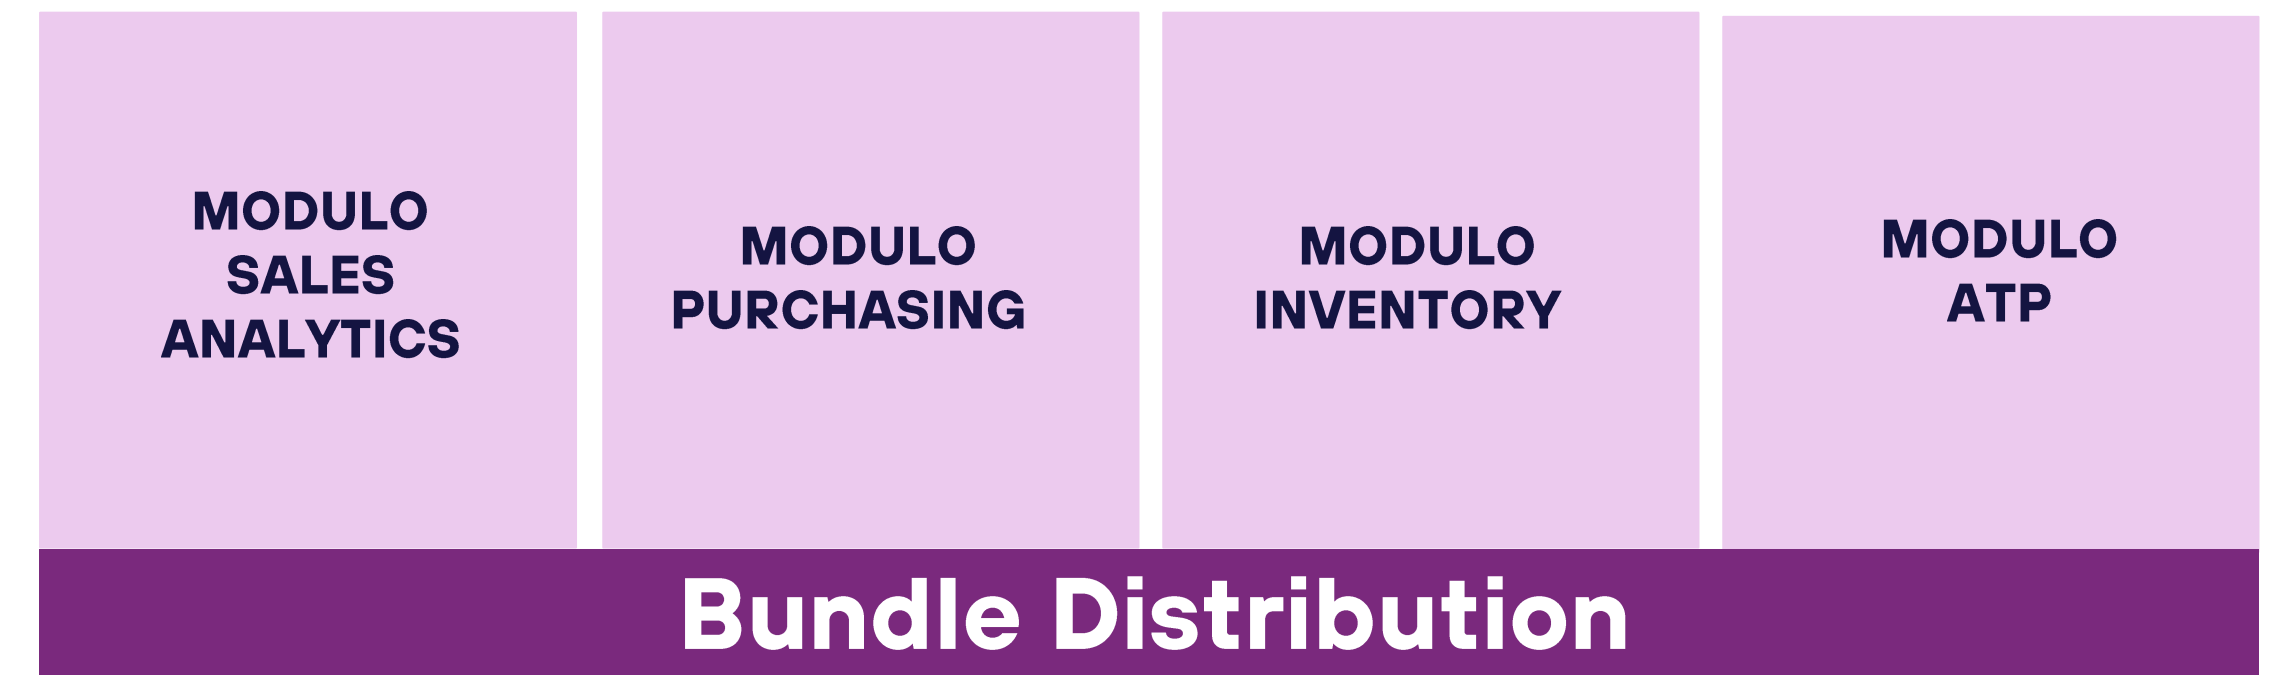 MODULO
SALES
ANALYTICS
MODULO
PURCHASING
MODULO
INVENTORY
MODULO
ATP
Bundle Distribution